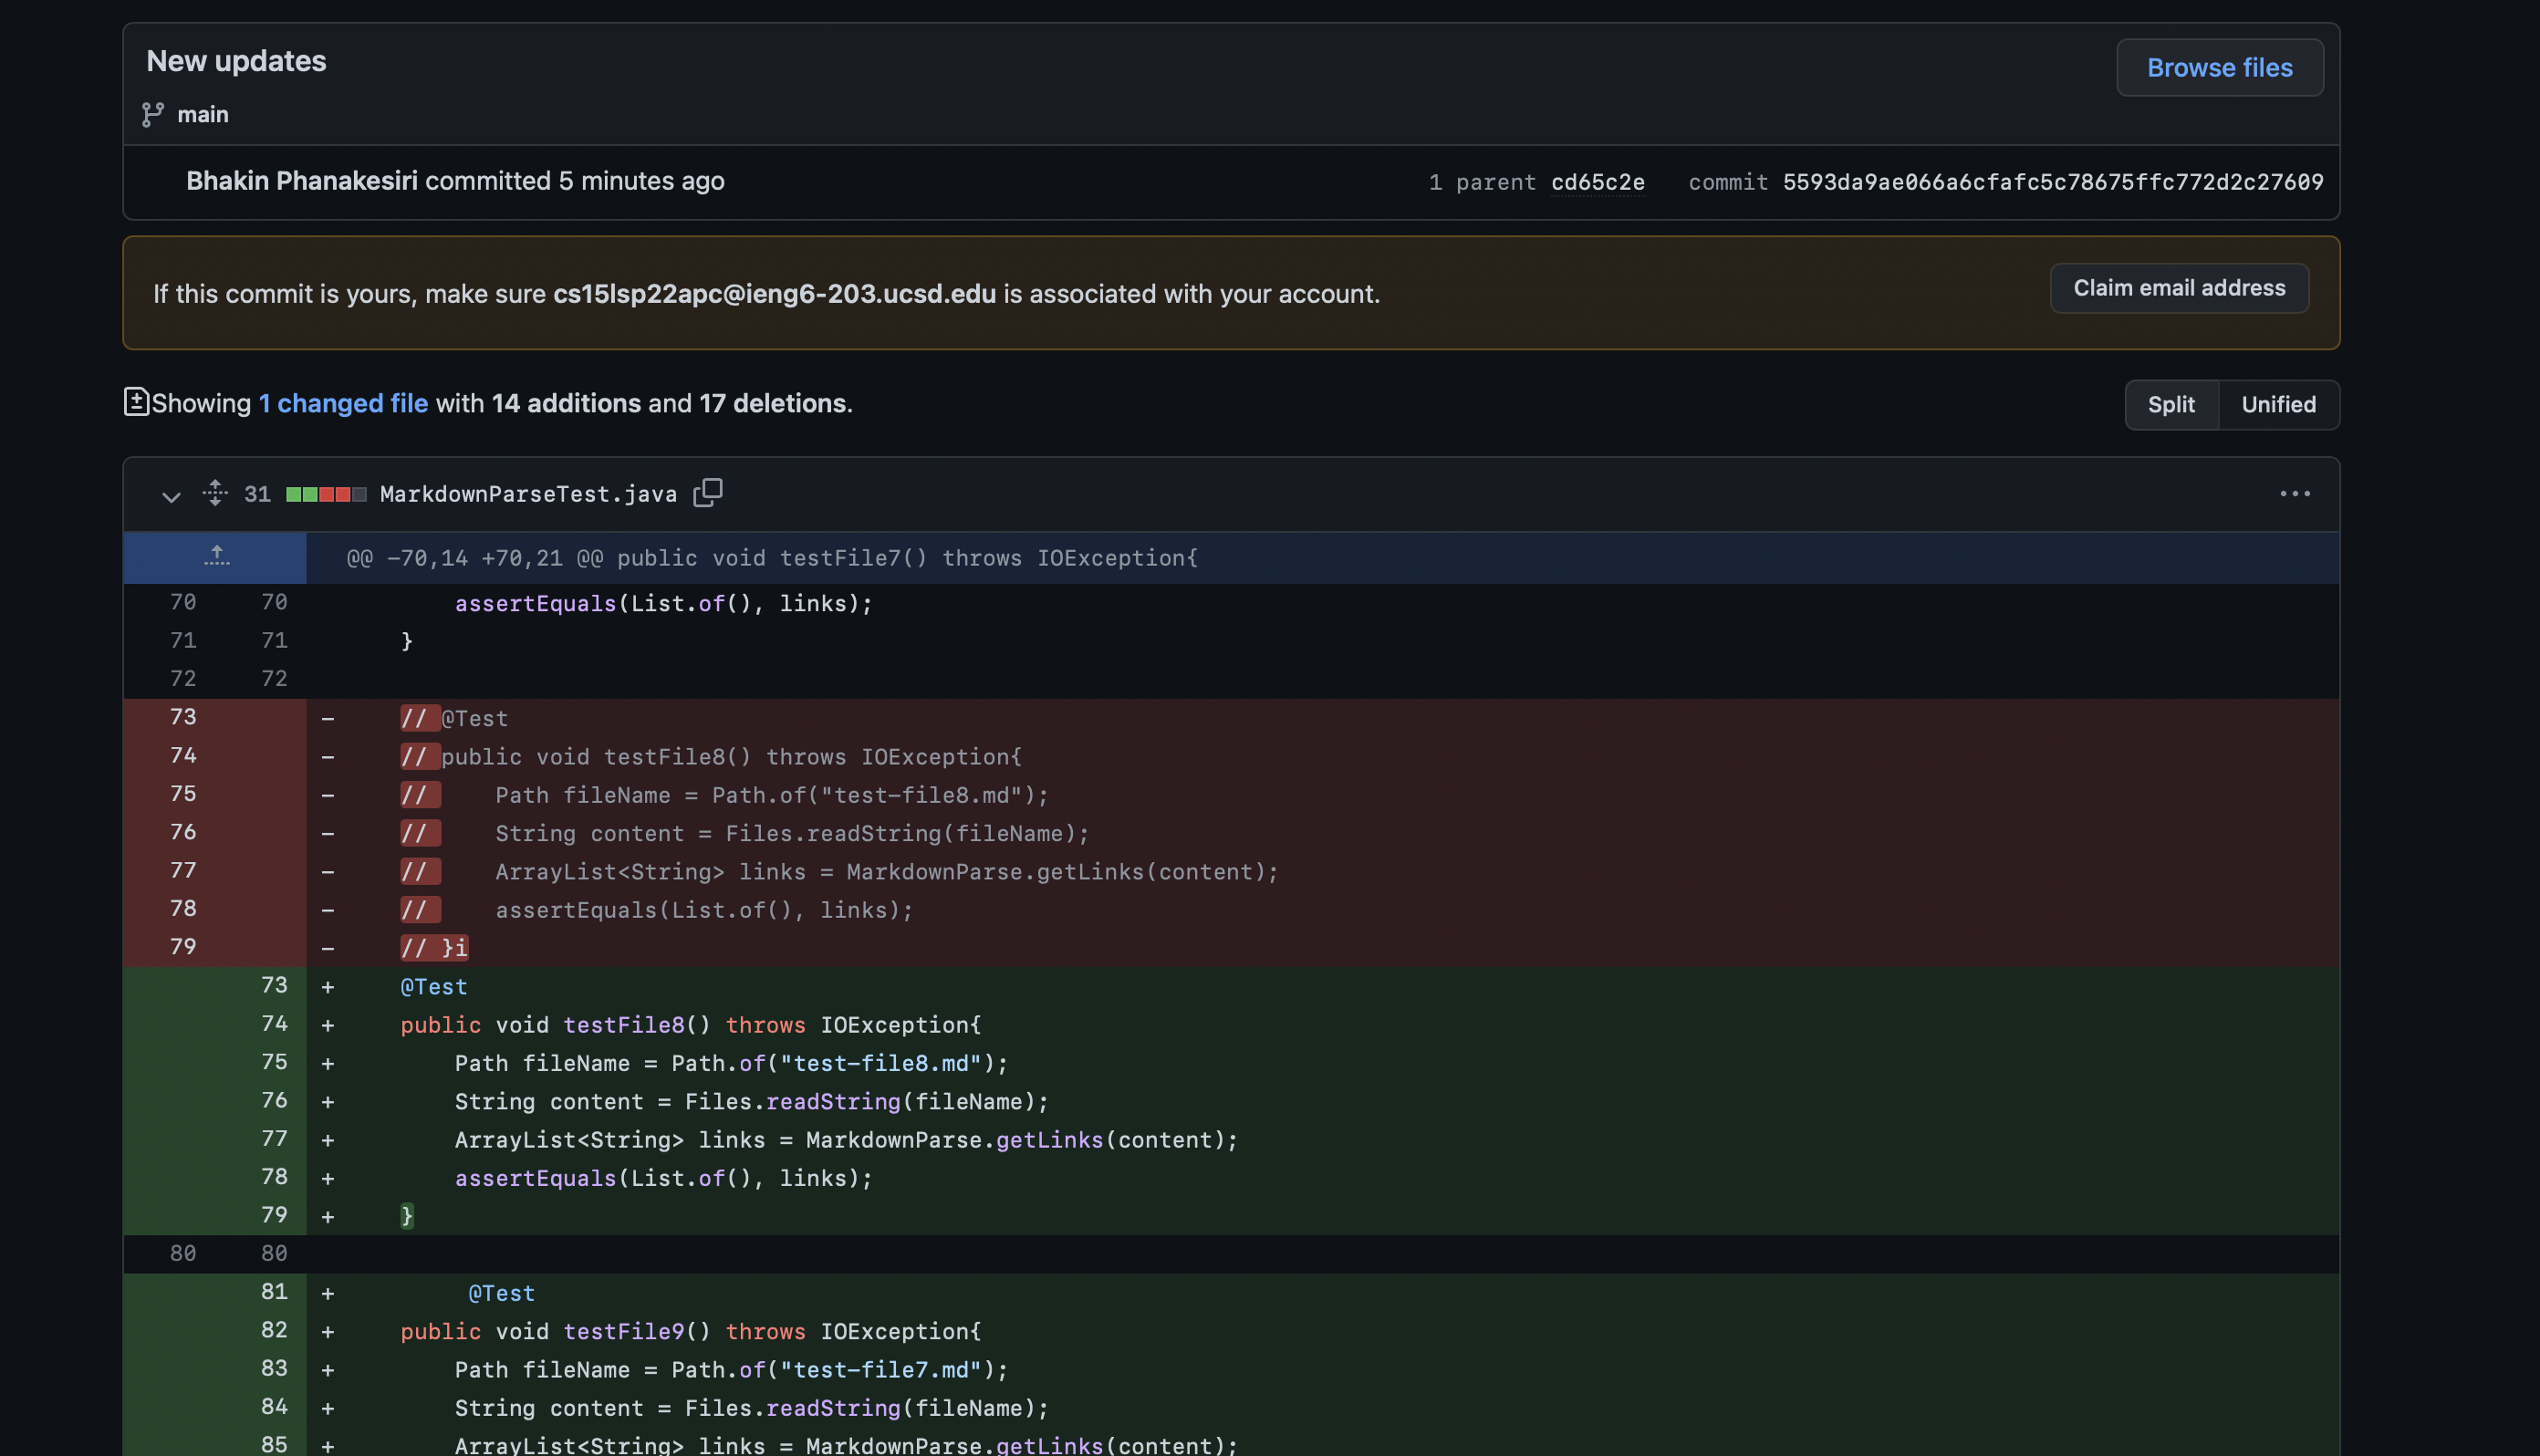 New updates
Browse files
main
Bhakin Phanakesiri committed 5 minutes ago
1 parent cd65c2e commit 5593da9ae066a6cfafc5c78675ffc772d2c27609
If this commit is yours, make sure cs15lsp22apc@ieng6-203.ucsd.edu is associated with your account.
Claim email address
Showing 1 changed file with 14 additions and 17 deletions.
Split Unified
31 MarkdownParseTest.java
@@ -70,14 +70,21 @@ public void testFile7() throws IOException{
70 70 assertEquals(List.of(), links);
71 71 }
72 72
73 - // @Test
74 - // public void testFile8() throws IOException{
75 - //     Path fileName = Path.of("test-file8.md");
76 - //     String content = Files.readString(fileName);
77 - //     ArrayList<String> links = MarkdownParse.getLinks(content);
78 - //     assertEquals(List.of(), links);
79 - // }i
73 + @Test
74 + public void testFile8() throws IOException{
75 +     Path fileName = Path.of("test-file8.md");
76 +     String content = Files.readString(fileName);
77 +     ArrayList<String> links = MarkdownParse.getLinks(content);
78 +     assertEquals(List.of(), links);
79 + }
80 80
81 +      @Test
82 + public void testFile9() throws IOException{
83 +     Path fileName = Path.of("test-file7.md");
84 +     String content = Files.readString(fileName);
85 +     ArrayList<String> links = MarkdownParse.getLinks(content);